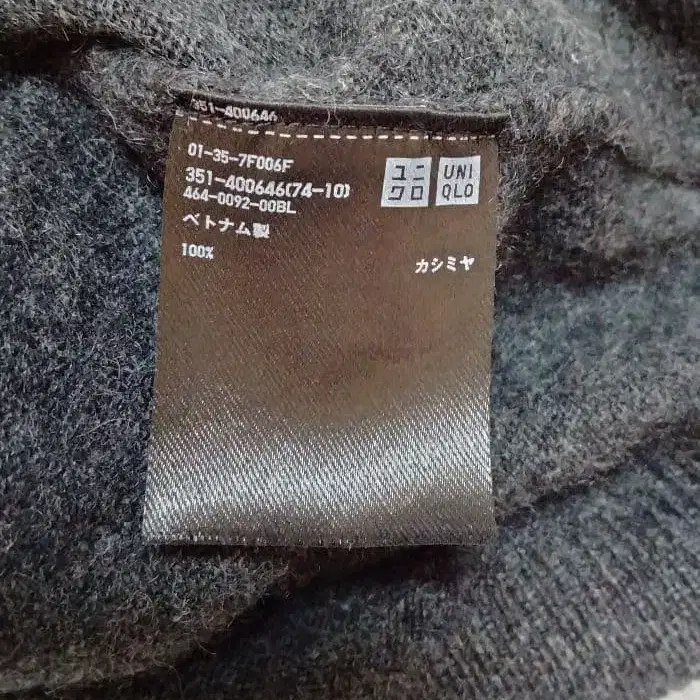 351-400646
01-35-7F006F
351-400646(74-10)
464-0092-00BL
ベトナム製
100% カシミヤ
ユニ
クロ
UNI
QLO